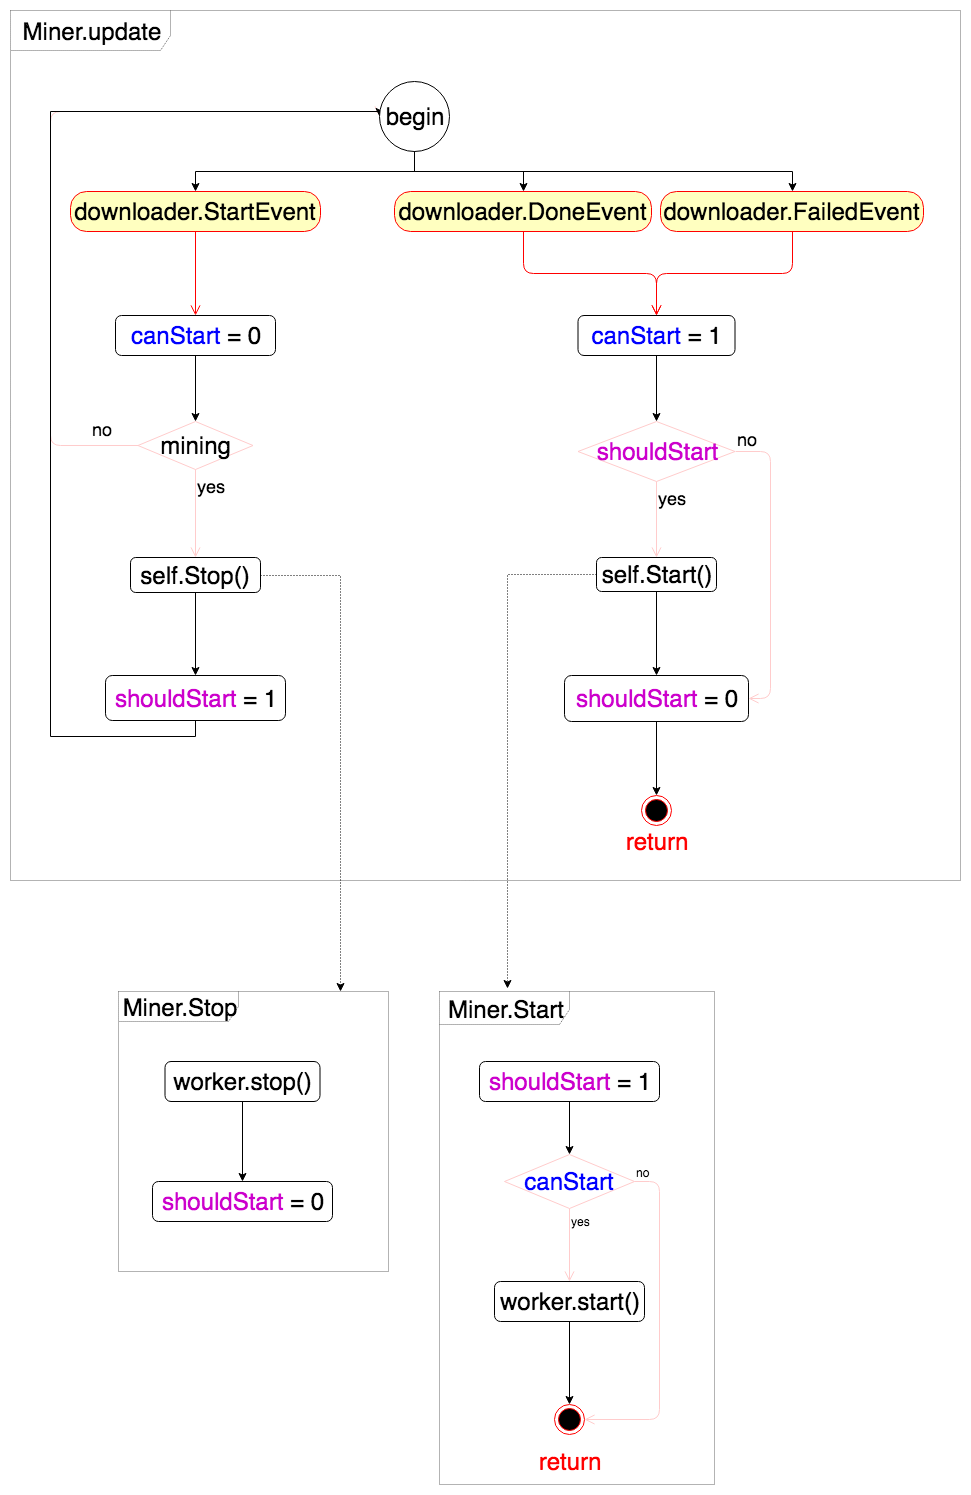 Miner.update
begin
downloader.StartEvent
downloader.DoneEvent
downloader.FailedEvent
canStart = 0
canStart = 1
no
mining
yes
no
shouldStart
yes
self.Stop()
self.Start()
shouldStart = 1
shouldStart = 0
return
Miner.Stop
worker.stop()
shouldStart = 0
Miner.Start
shouldStart = 1
no
canStart
yes
worker.start()
return